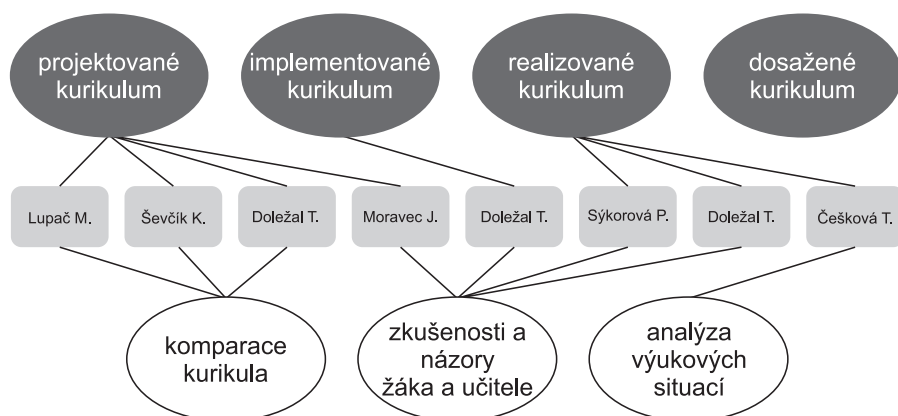 projektované
kurikulum
implementované
kurikulum
realizované
kurikulum
dosažené
kurikulum
Lupač M.
Ševčík K.
Doležal T.
Moravec J.
Doležal T.
Sýkorová P.
Doležal T.
Češková T.
komparace
kurikula
zkušenosti a
názory
žáka a učitele
analýza
výukových
situací